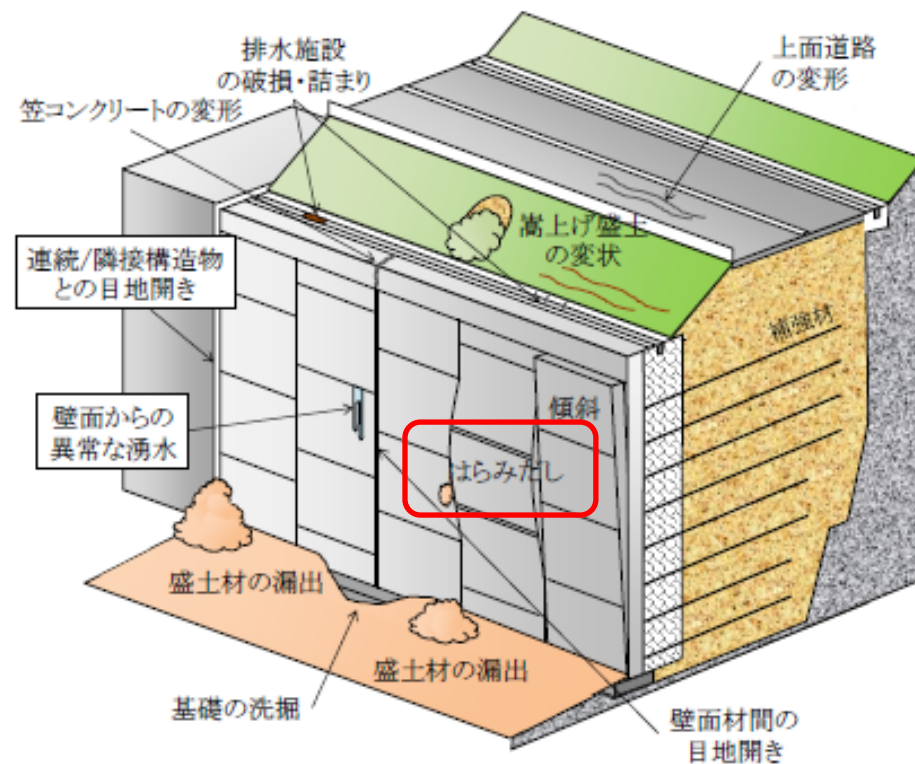 排水施設
の破損・詰まり
上面道路
の変形
笠コンクリートの変形
嵩上げ盛土
の変状
連続/隣接構造物
との目地開き
補強材
壁面からの
異常な湧水
傾斜
はらみだし
盛土材の漏出
盛土材の漏出
基礎の洗掘
壁面材間の
目地開き